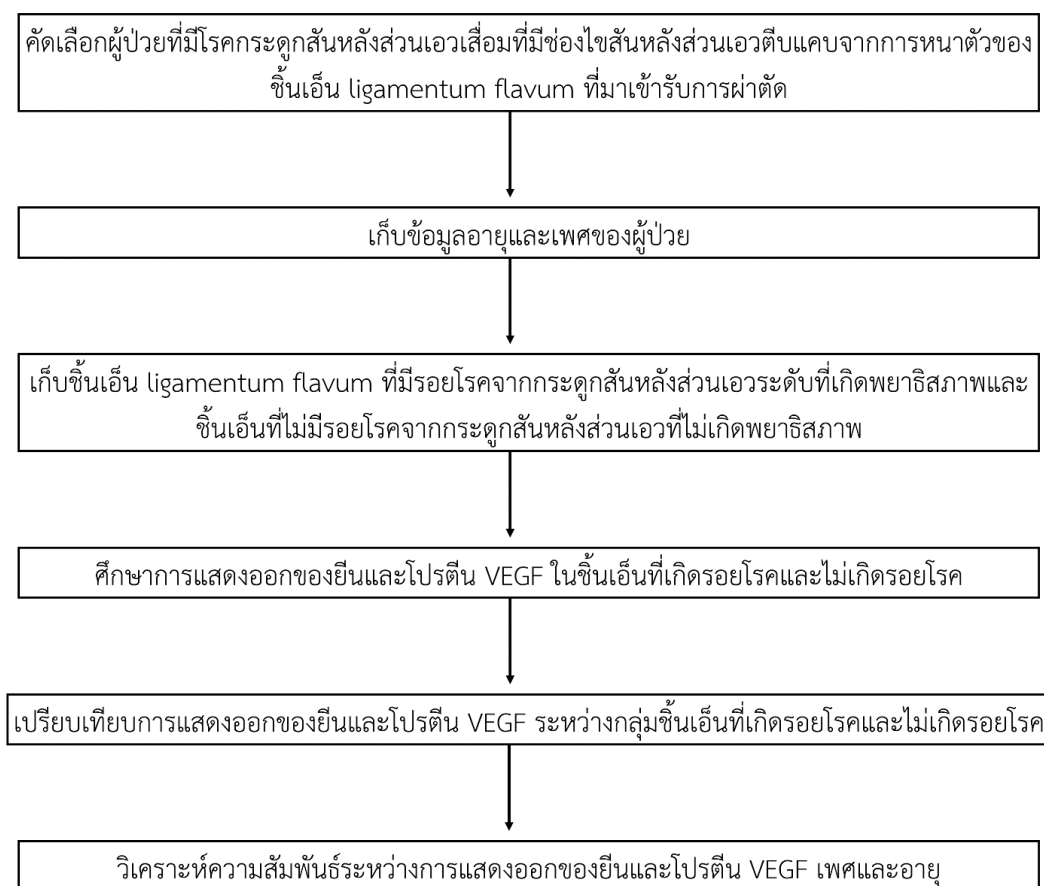 คัดเลือกผู้ป่วยที่มีโรคกระดูกสันหลังส่วนเอวเสื่อมที่มีช่องไขสันหลังส่วนเอวตีบแคบจากการหนาตัวของ
ชิ้นเอ็น ligamentum flavum ที่มาเข้ารับการผ่าตัด
เก็บข้อมูลอายุและเพศของผู้ป่วย
เก็บชิ้นเอ็น ligamentum flavum ที่มีรอยโรคจากกระดูกสันหลังส่วนเอวระดับที่เกิดพยาธิสภาพและ
ชิ้นเอ็นที่ไม่มีรอยโรคจากกระดูกสันหลังส่วนเอวที่ไม่เกิดพยาธิสภาพ
ศึกษาการแสดงออกของยีนและโปรตีน VEGF ในชิ้นเอ็นที่เกิดรอยโรคและไม่เกิดรอยโรค
เปรียบเทียบการแสดงออกของยีนและโปรตีน VEGF ระหว่างกลุ่มชิ้นเอ็นที่เกิดรอยโรคและไม่เกิดรอยโรค
วิเคราะห์ความสัมพันธ์ระหว่างการแสดงออกของยีนและโปรตีน VEGF เพศและอายุ